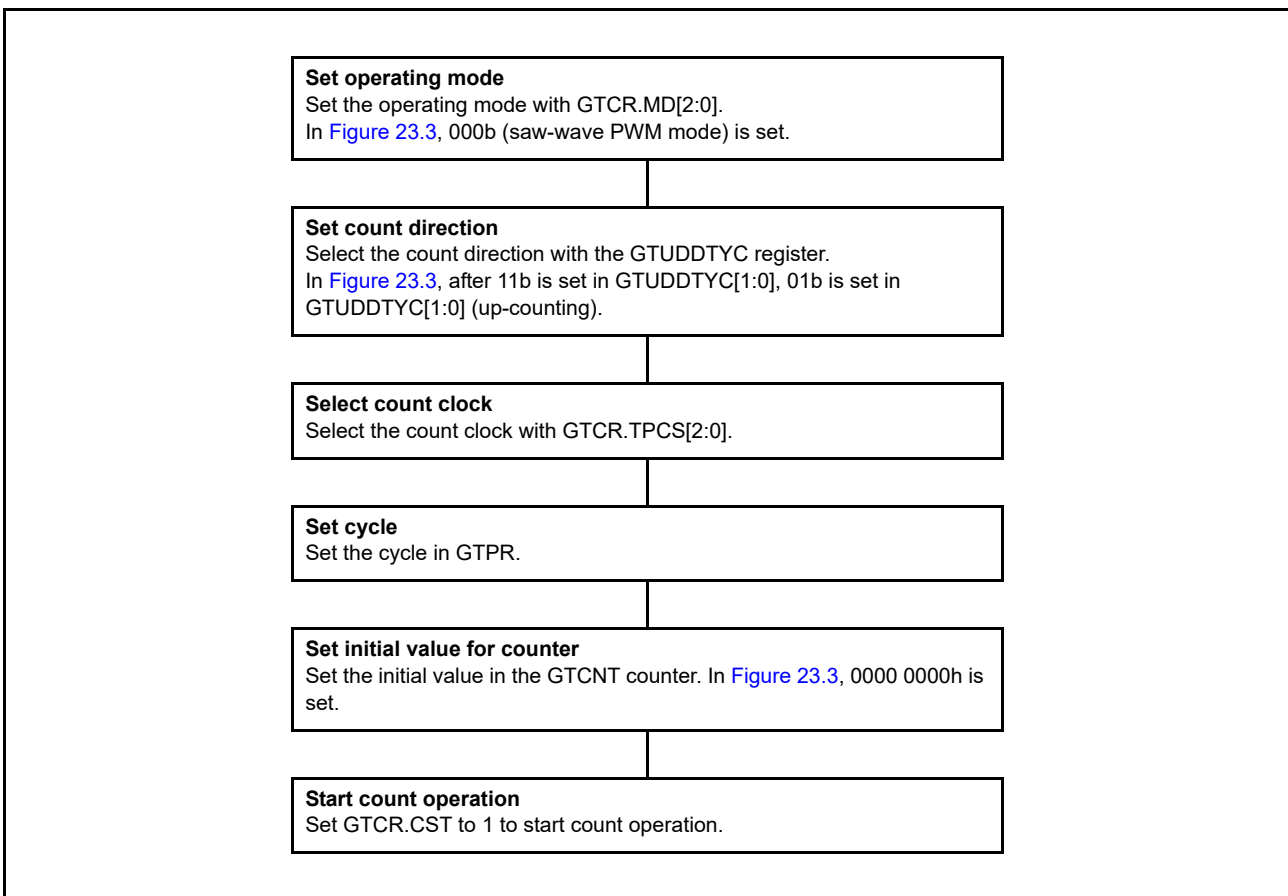 Set operating mode
Set the operating mode with GTCR.MD[2:0].
In Figure 23.3, 000b (saw-wave PWM mode) is set.
Set count direction
Select the count direction with the GTUDDTYC register.
In Figure 23.3, after 11b is set in GTUDDTYC[1:0], 01b is set in
GTUDDTYC[1:0] (up-counting).
Select count clock
Select the count clock with GTCR.TPCS[2:0].
Set cycle
Set the cycle in GTPR.
Set initial value for counter
Set the initial value in the GTCNT counter. In Figure 23.3, 0000 0000h is
set.
Start count operation
Set GTCR.CST to 1 to start count operation.